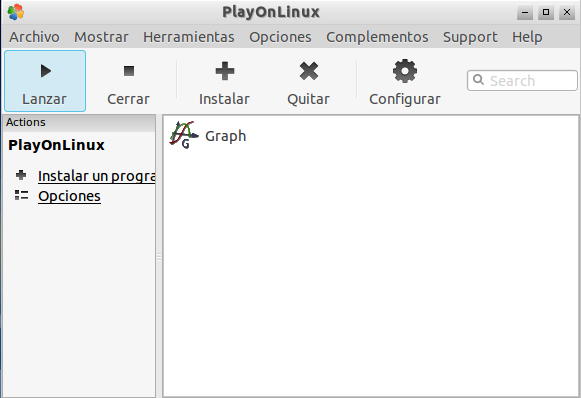 PlayOnLinux
Archivo Mostrar Herramientas Opciones Complementos Support Help
Lanzar Cerrar Instalar Quitar Configurar Search
Actions
PlayOnLinux
Instalar un progra
Opciones
Graph